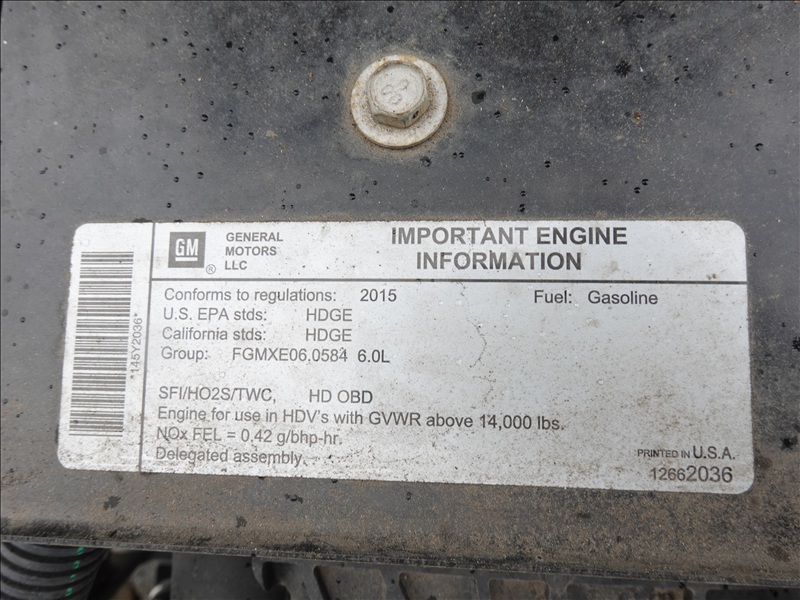 GM
®
GENERAL
MOTORS
LLC
IMPORTANT ENGINE
INFORMATION
*145Y2036*
Conforms to regulations: 2015 Fuel: Gasoline
U.S. EPA stds: HDGE
California stds: HDGE
Group: FGMXE06.0584 6.0L
SFI/HO2S/TWC, HD OBD
Engine for use in HDV's with GVWR above 14,000 lbs.
NOx FEL = 0.42 g/bhp-hr.
Delegated assembly.
PRINTED IN U.S.A.
12662036